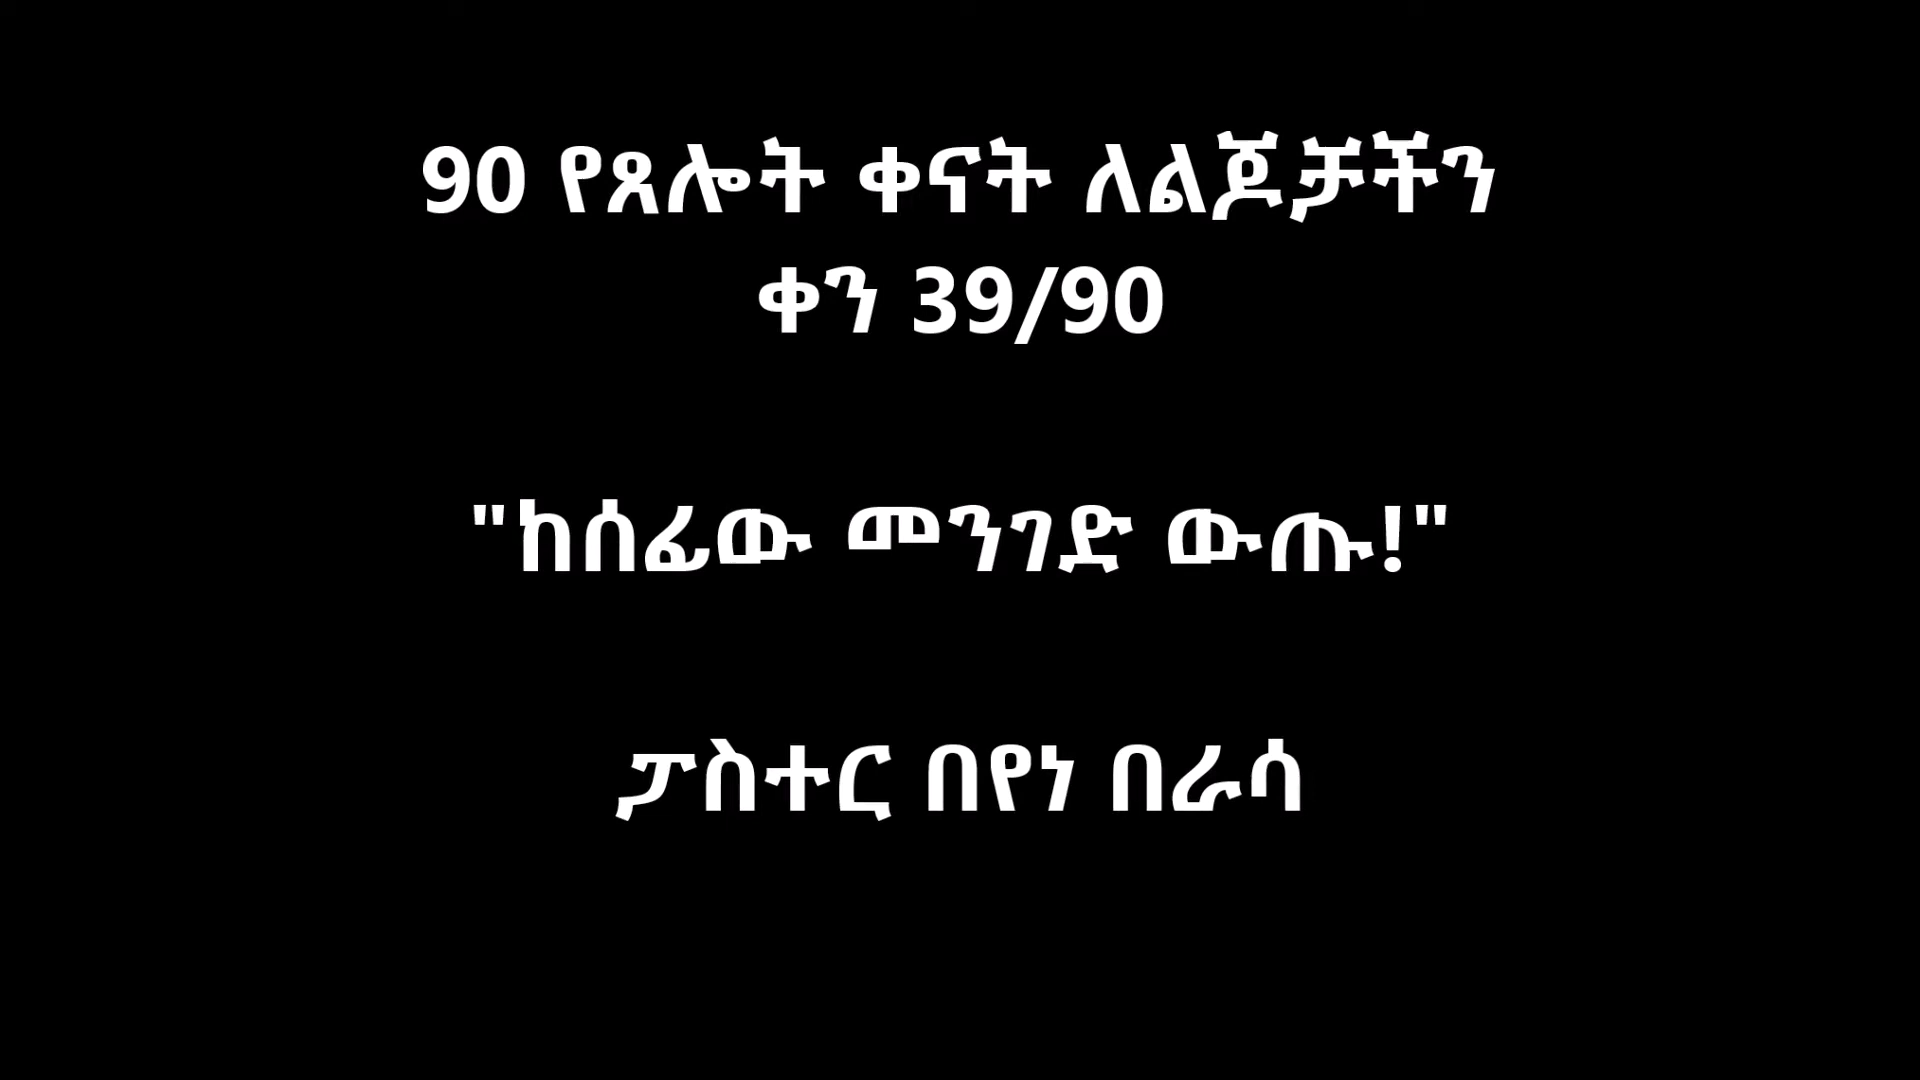 90 የጸሎት ቀናት ለልጆቻችን
ቀን 39/90
"ከሰፊው መንገድ ውጡ!"
ፓስተር በየነ በራሳ